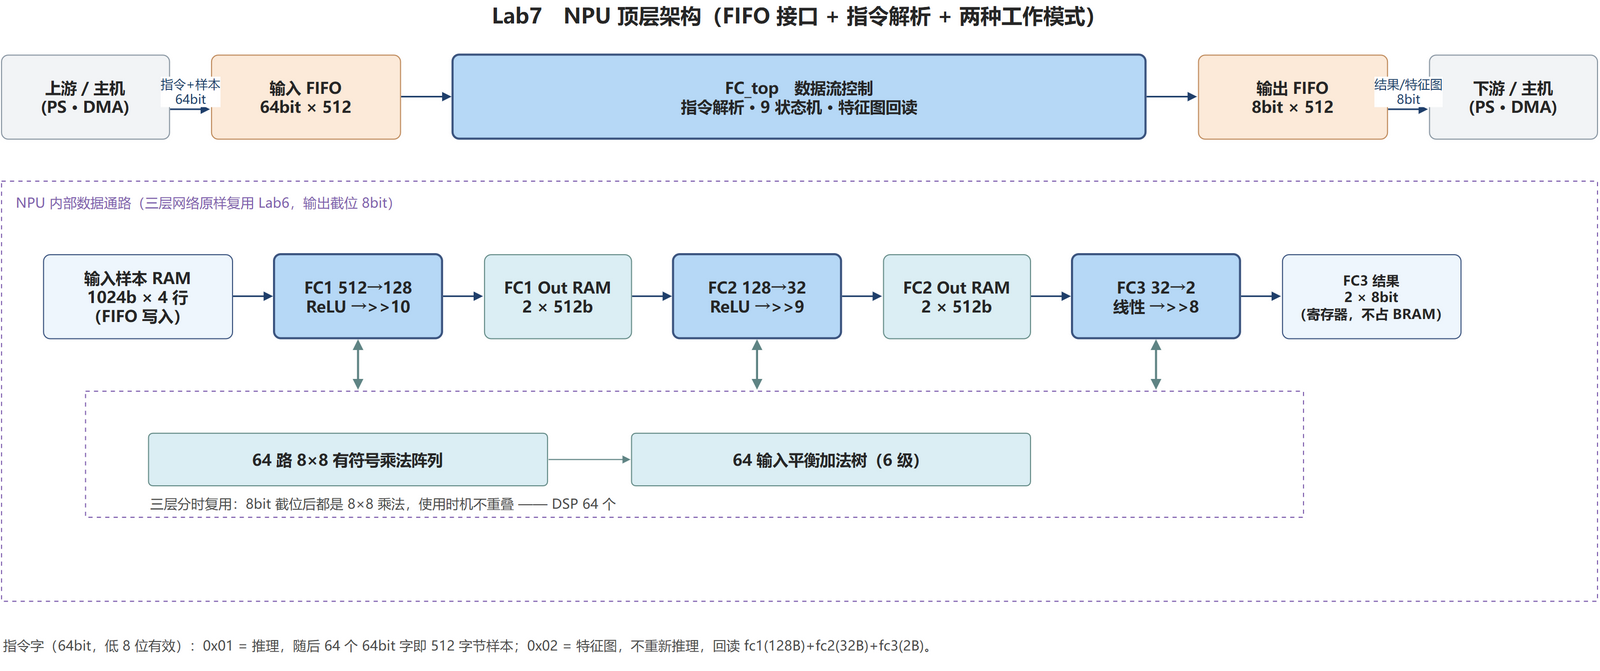 Lab7 NPU 顶层架构（FIFO 接口 + 指令解析 + 两种工作模式）
上游 / 主机
(PS • DMA)
指令+样本
64bit
输入 FIFO
64bit × 512
FC_top 数据流控制
指令解析 • 9 状态机 • 特征图回读
输出 FIFO
8bit × 512
结果/特征图
8bit
下游 / 主机
(PS • DMA)
NPU 内部数据通路（三层网络原样复用 Lab6，输出截位 8bit）
输入样本 RAM
1024b × 4 行
（FIFO 写入）
FC1 512→128
ReLU →>>10
FC1 Out RAM
2 × 512b
FC2 128→32
ReLU →>>9
FC2 Out RAM
2 × 512b
FC3 32→2
线性 →>>8
FC3 结果
2 × 8bit
（寄存器，不占 BRAM）
64 路 8×8 有符号乘法阵列
64 输入平衡加法树（6 级）
三层分时复用：8bit 截位后都是 8×8 乘法，使用时机不重叠 —— DSP 64 个
指令字（64bit，低 8 位有效）：0x01 = 推理，随后 64 个 64bit 字即 512 字节样本；0x02 = 特征图，不重新推理，回读 fc1(128B)+fc2(32B)+fc3(2B)。